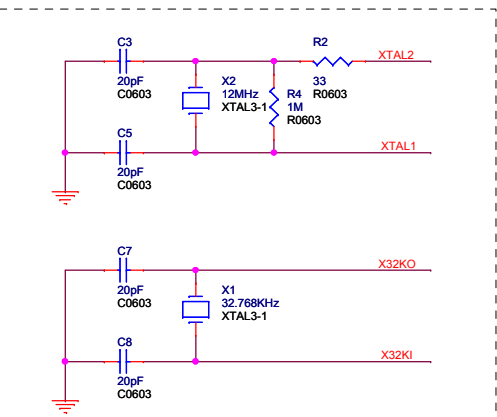 C3
20pF
C0603
R2
33
R0603
XTAL2
X2
12MHz
XTAL3-1
R4
1M
R0603
C5
20pF
C0603
XTAL1
C7
20pF
C0603
X32KO
X1
32.768KHz
XTAL3-1
C8
20pF
C0603
X32KI